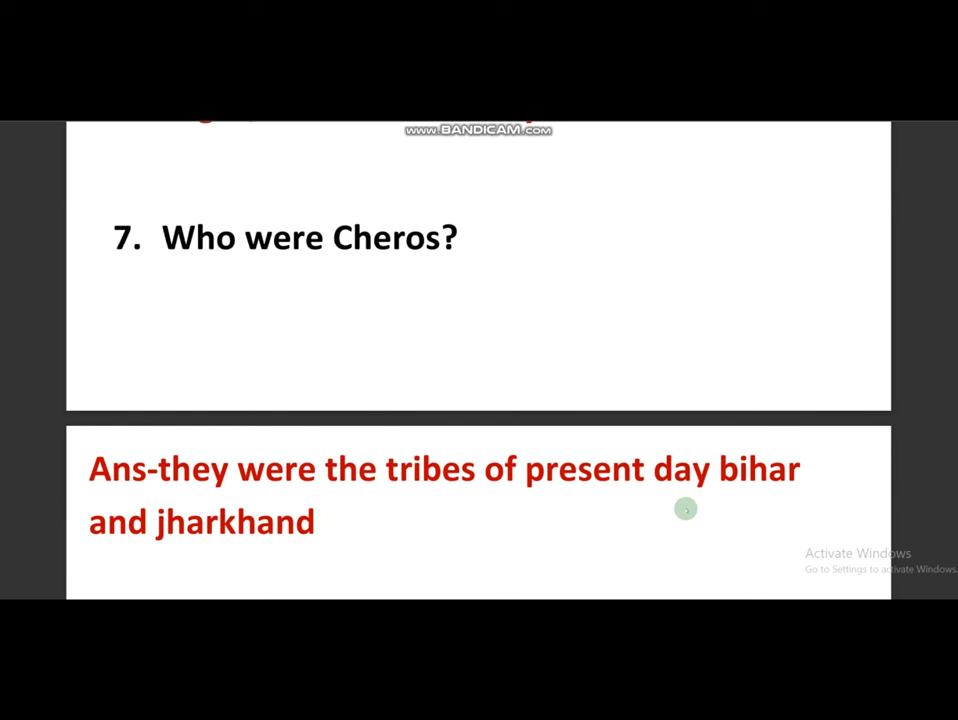 www.BANDICAM.com
7. Who were Cheros?
Ans-they were the tribes of present day bihar
and jharkhand
Activate Windows
Go to Settings to activate Windows.